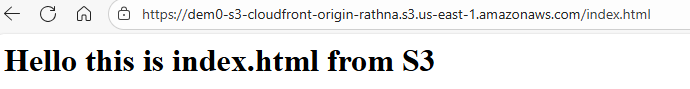 https://dem0-s3-cloudfront-origin-rathna.s3.us-east-1.amazonaws.com/index.html
Hello this is index.html from S3